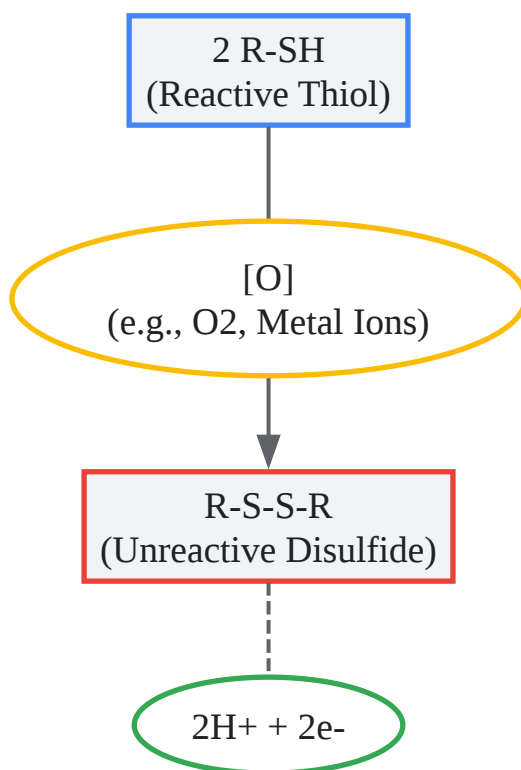 2 R-SH
(Reactive Thiol)
[O]
(e.g., O2, Metal Ions)
R-S-S-R
(Unreactive Disulfide)
2H+ + 2e-